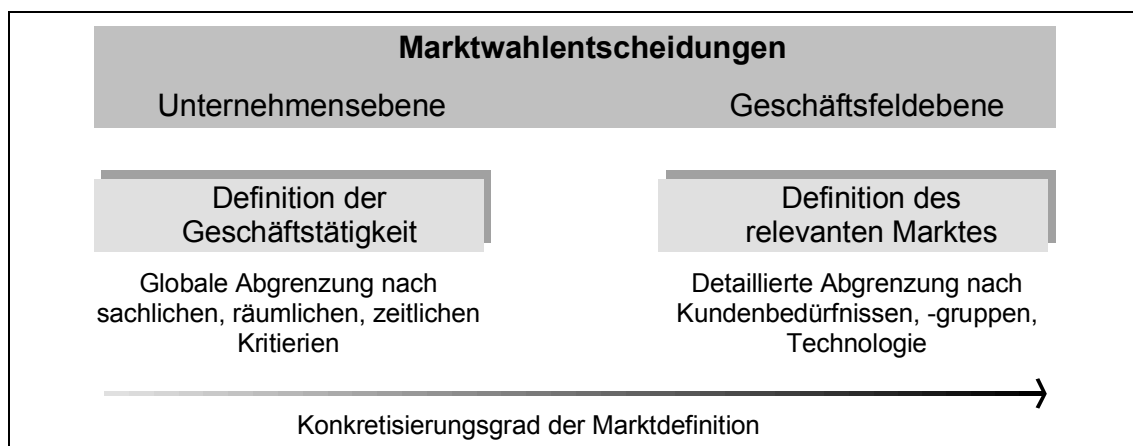 Marktwahlentscheidungen
Unternehmensebene
Geschäftsfeldebene
Definition der
Geschäftstätigkeit
Globale Abgrenzung nach
sachlichen, räumlichen, zeitlichen
Kritierien
Definition des
relevanten Marktes
Detaillierte Abgrenzung nach
Kundenbedürfnissen, -gruppen,
Technologie
Konkretisierungsgrad der Marktdefinition